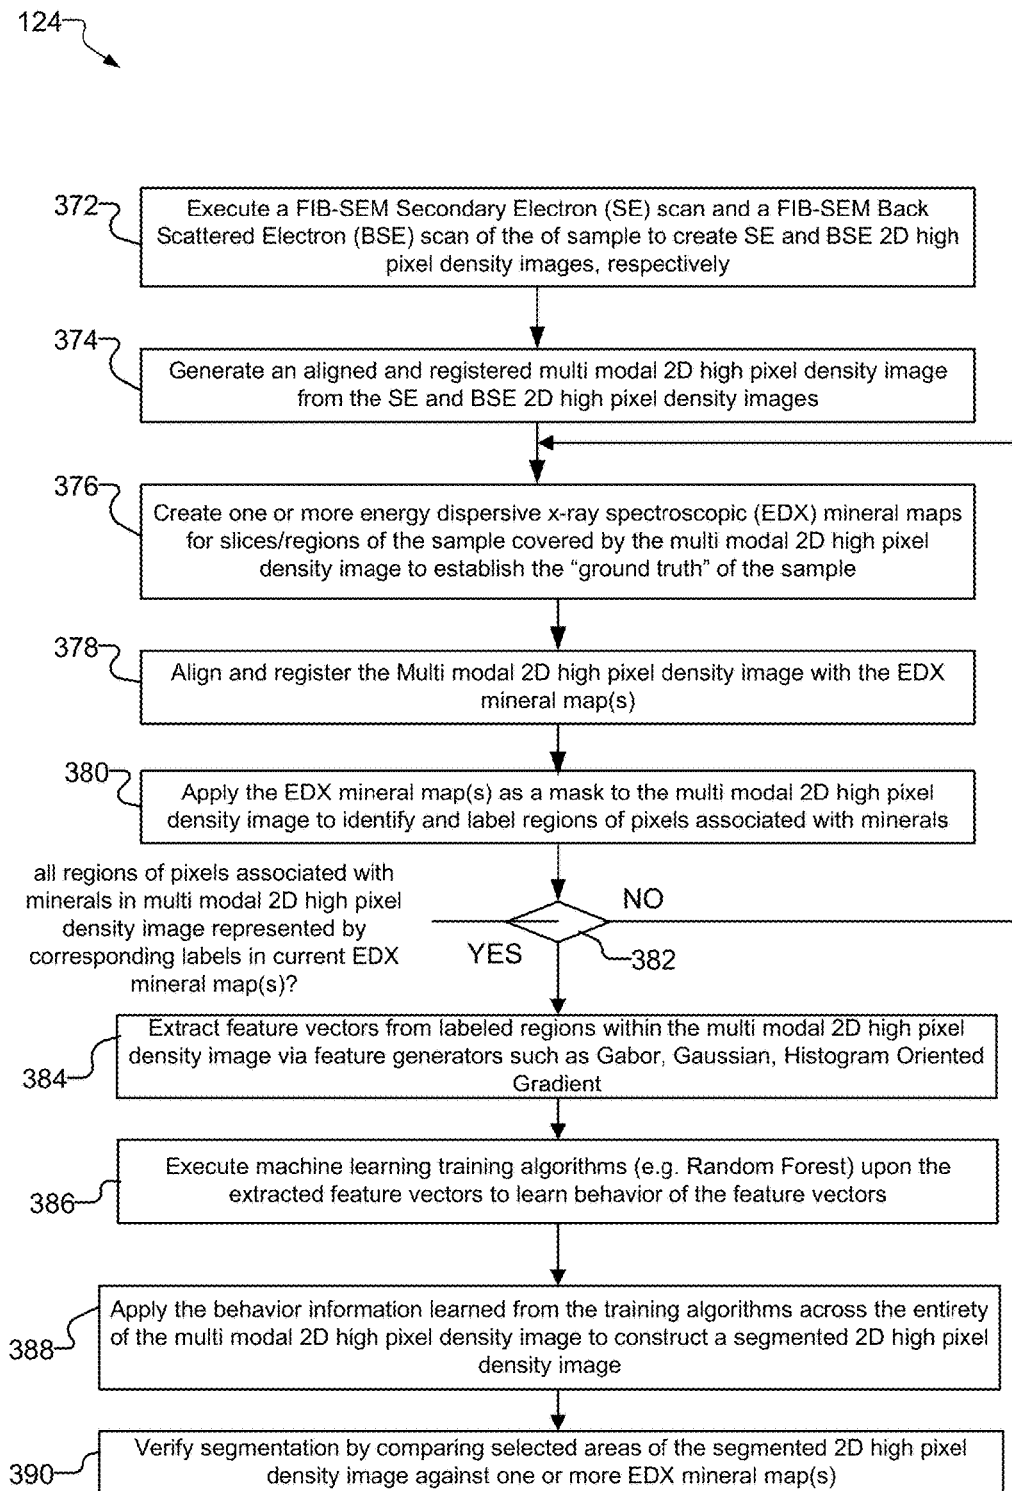 124
372
Execute a FIB-SEM Secondary Electron (SE) scan and a FIB-SEM Back
Scattered Electron (BSE) scan of the of sample to create SE and BSE 2D high
pixel density images, respectively
374
Generate an aligned and registered multi modal 2D high pixel density image
from the SE and BSE 2D high pixel density images
376
Create one or more energy dispersive x-ray spectroscopic (EDX) mineral maps
for slices/regions of the sample covered by the multi modal 2D high pixel
density image to establish the “ground truth” of the sample
378
Align and register the Multi modal 2D high pixel density image with the EDX
mineral map(s)
380
Apply the EDX mineral map(s) as a mask to the multi modal 2D high pixel
density image to identify and label regions of pixels associated with minerals
all regions of pixels associated with
minerals in multi modal 2D high pixel
density image represented by
corresponding labels in current EDX
mineral map(s)?
NO
YES
382
Extract feature vectors from labeled regions within the multi modal 2D high pixel
density image via feature generators such as Gabor, Gaussian, Histogram Oriented
Gradient
384
Execute machine learning training algorithms (e.g. Random Forest) upon the
extracted feature vectors to learn behavior of the feature vectors
386
Apply the behavior information learned from the training algorithms across the entirety
of the multi modal 2D high pixel density image to construct a segmented 2D high pixel
density image
388
Verify segmentation by comparing selected areas of the segmented 2D high pixel
density image against one or more EDX mineral map(s)
390